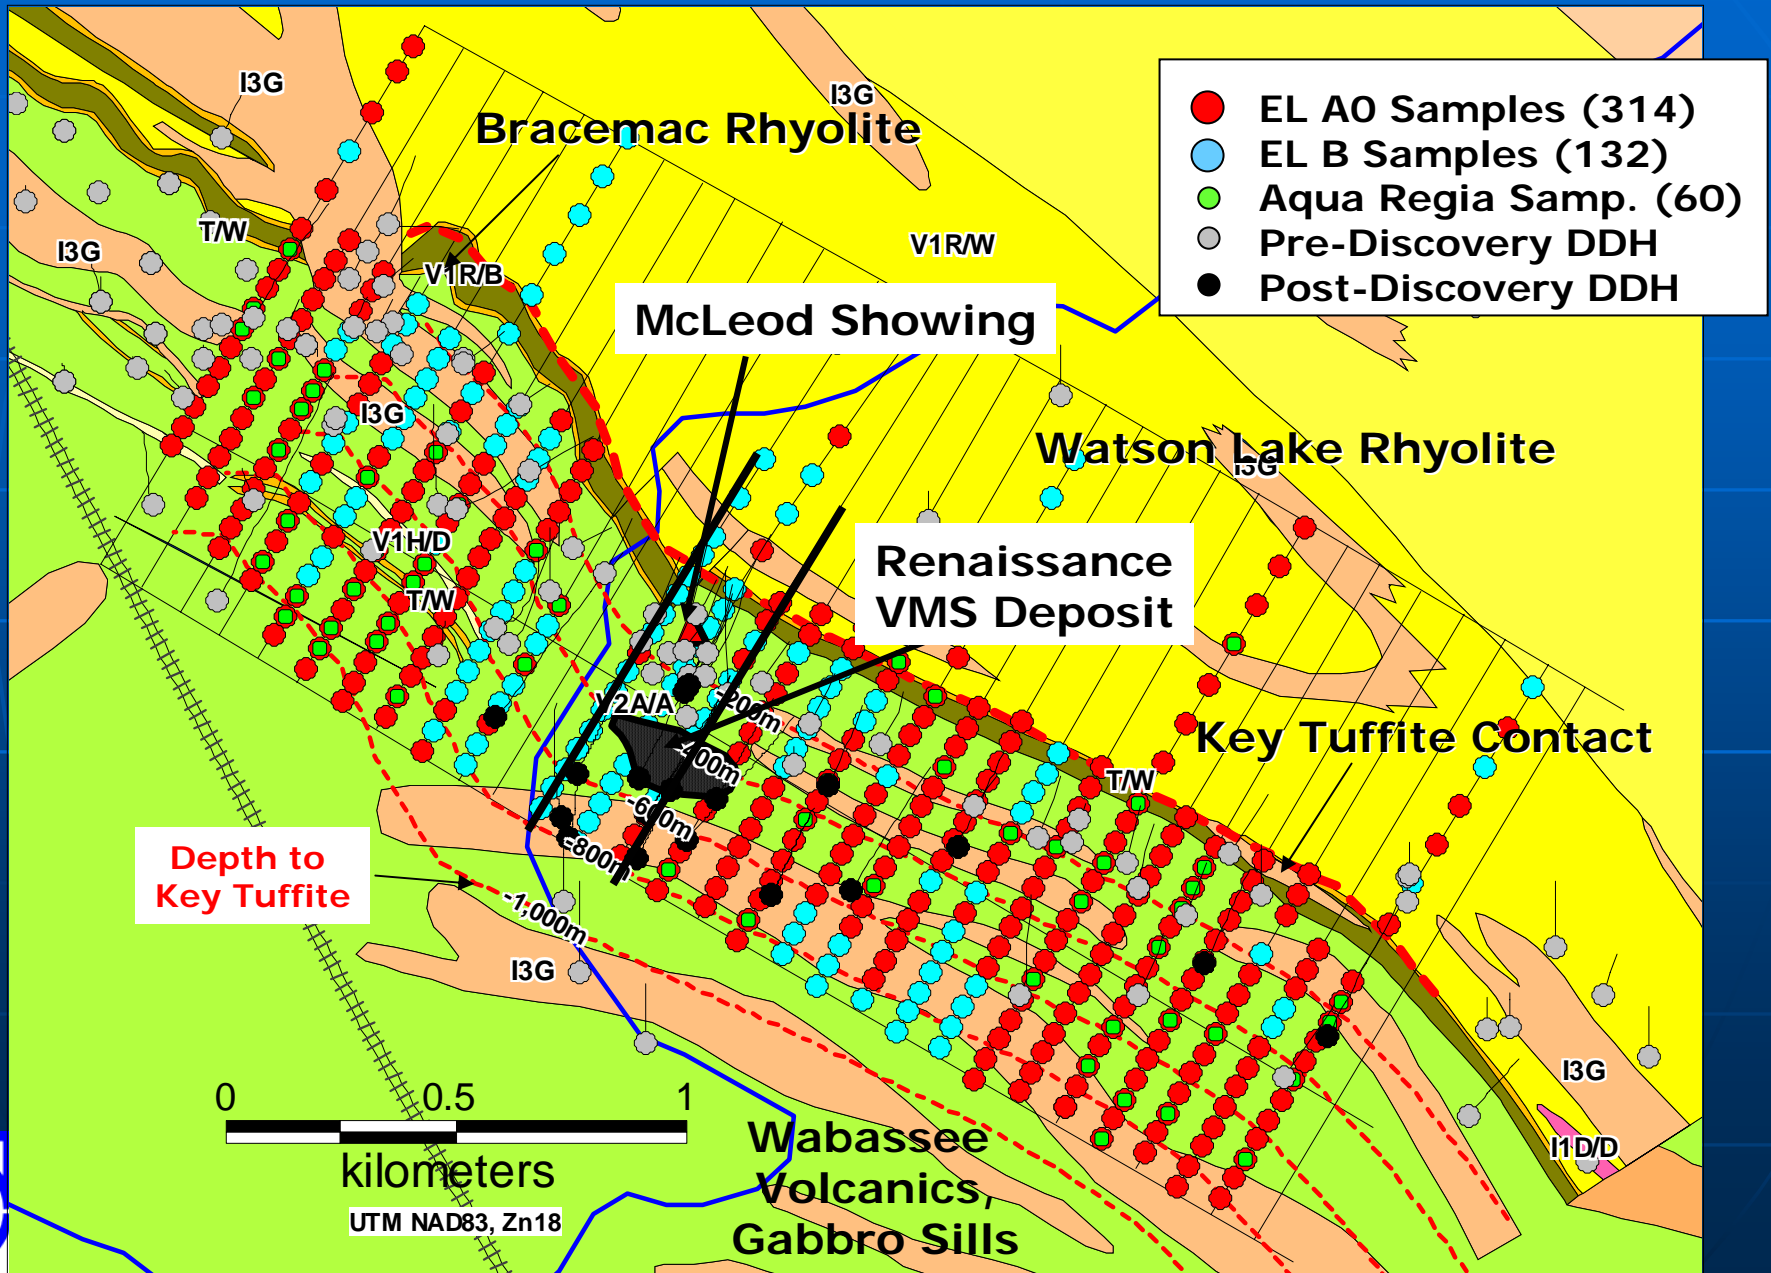 I3G
I3G
Bracemac Rhyolite
EL A0 Samples (314)
EL B Samples (132)
Aqua Regia Samp. (60)
Pre-Discovery DDH
Post-Discovery DDH
T/W
I3G
V1R/B
V1R/W
McLeod Showing
I3G
Watson Lake Rhyolite
I3G
V1H/D
T/W
Renaissance
VMS Deposit
V2A/A
-200m
-400m
-600m
-800m
-1,000m
Key Tuffite Contact
T/W
Depth to
Key Tuffite
I3G
I3G
I1D/D
0 0.5 1
kilometers
UTM NAD83, Zn18
Wabassee
Volcanics,
Gabbro Sills